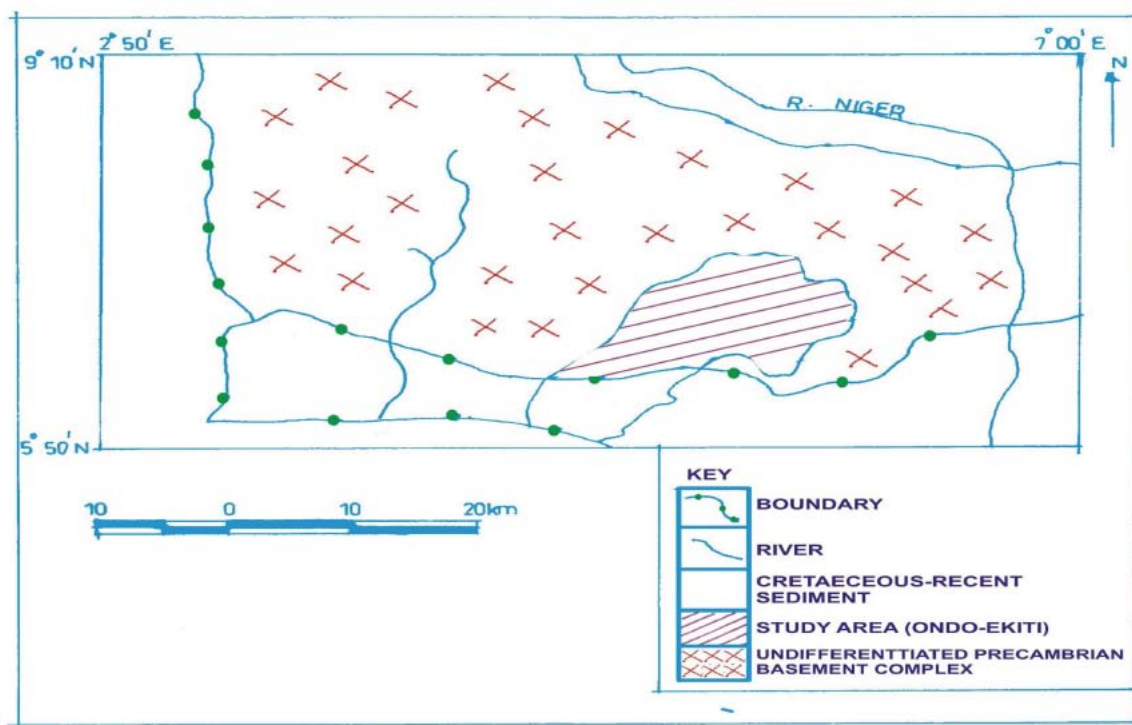 2° 50' E
7° 00' E
9° 10' N
N
R. NIGER
5° 50' N
10 0 10 20km
KEY
BOUNDARY
RIVER
CRETAECEOUS-RECENT
SEDIMENT
STUDY AREA (ONDO-EKITI)
UNDIFFERENTTIATED PRECAMBRIAN
BASEMENT COMPLEX